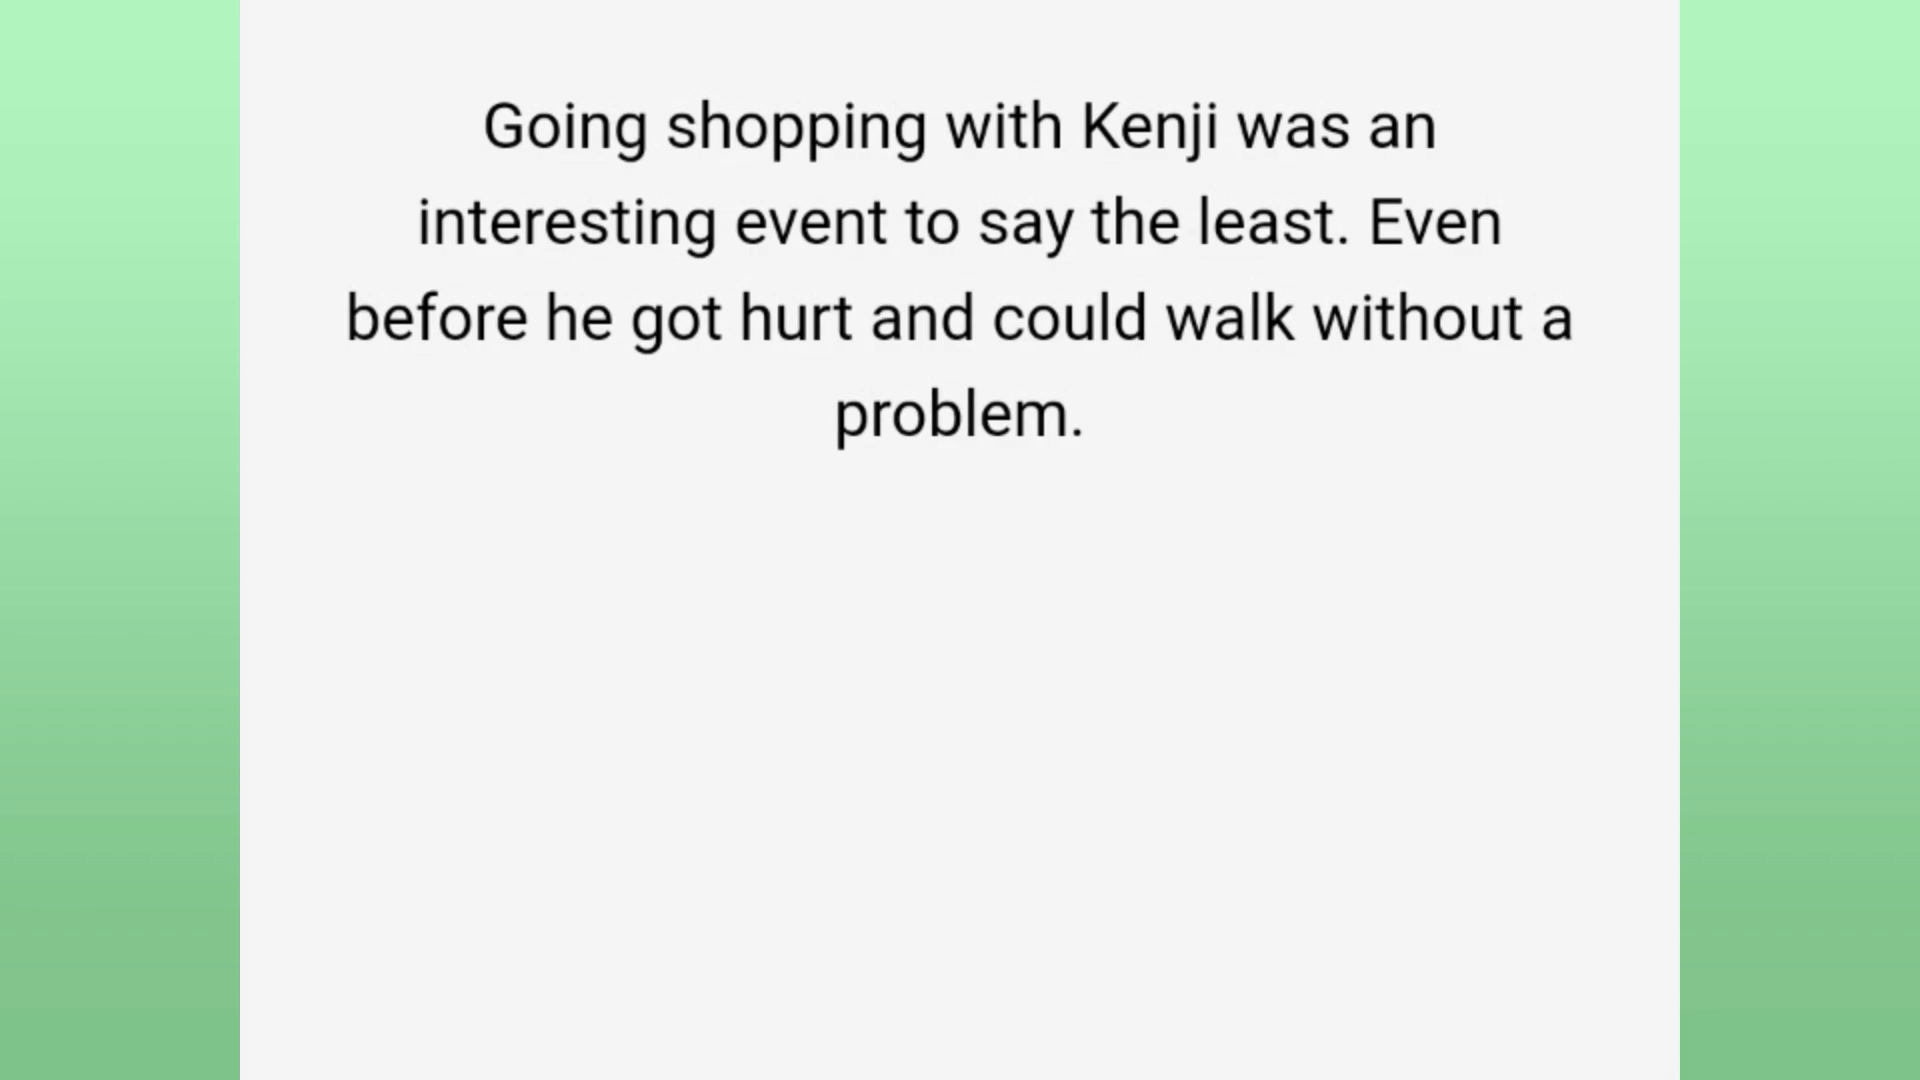 Going shopping with Kenji was an
interesting event to say the least. Even
before he got hurt and could walk without a
problem.